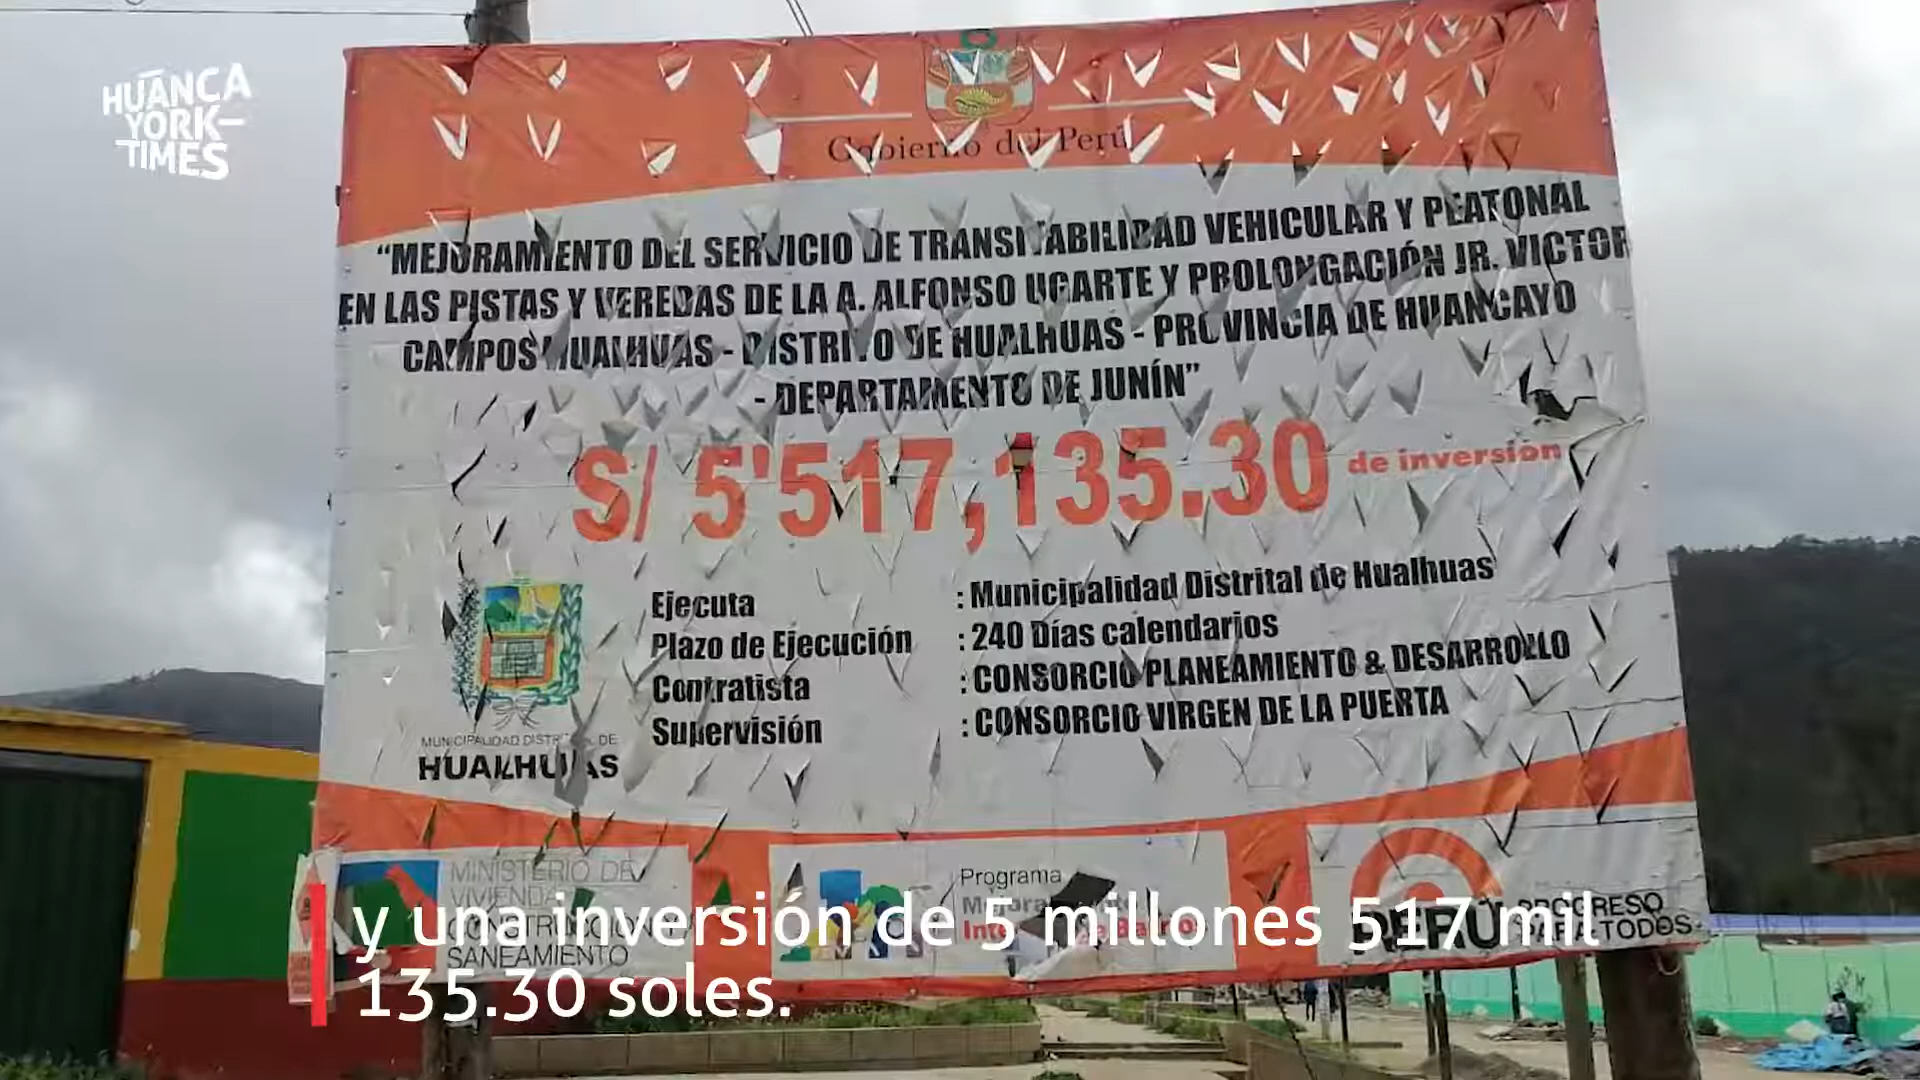 HUANCA
YORK-
TIMES
Gobierno del Perú
“MEJORAMIENTO DEL SERVICIO DE TRANSITABILIDAD VEHICULAR Y PEATONAL
EN LAS PISTAS Y VEREDAS DE LA A. ALFONSO UGARTE Y PROLONGACIÓN JR. VICTOR
CAMPOS HUALHUAS - DISTRITO DE HUALHUAS - PROVINCIA DE HUANCAYO
- DEPARTAMENTO DE JUNÍN”
S/ 5'517,135.30 de inversión
Ejecuta : Municipalidad Distrital de Hualhuas
Plazo de Ejecución : 240 Días calendarios
Contratista : CONSORCIO PLANEAMIENTO & DESARROLLO
Supervisión : CONSORCIO VIRGEN DE LA PUERTA
MUNICIPALIDAD DISTRITAL DE
HUALHUAS
MINISTERIO DE
VIVIENDA
CONSTRUCCIÓN
SANEAMIENTO
Programa
PERÚ PROGRESO
PARA TODOS
y una inversión de 5 millones 517 mil
135.30 soles.